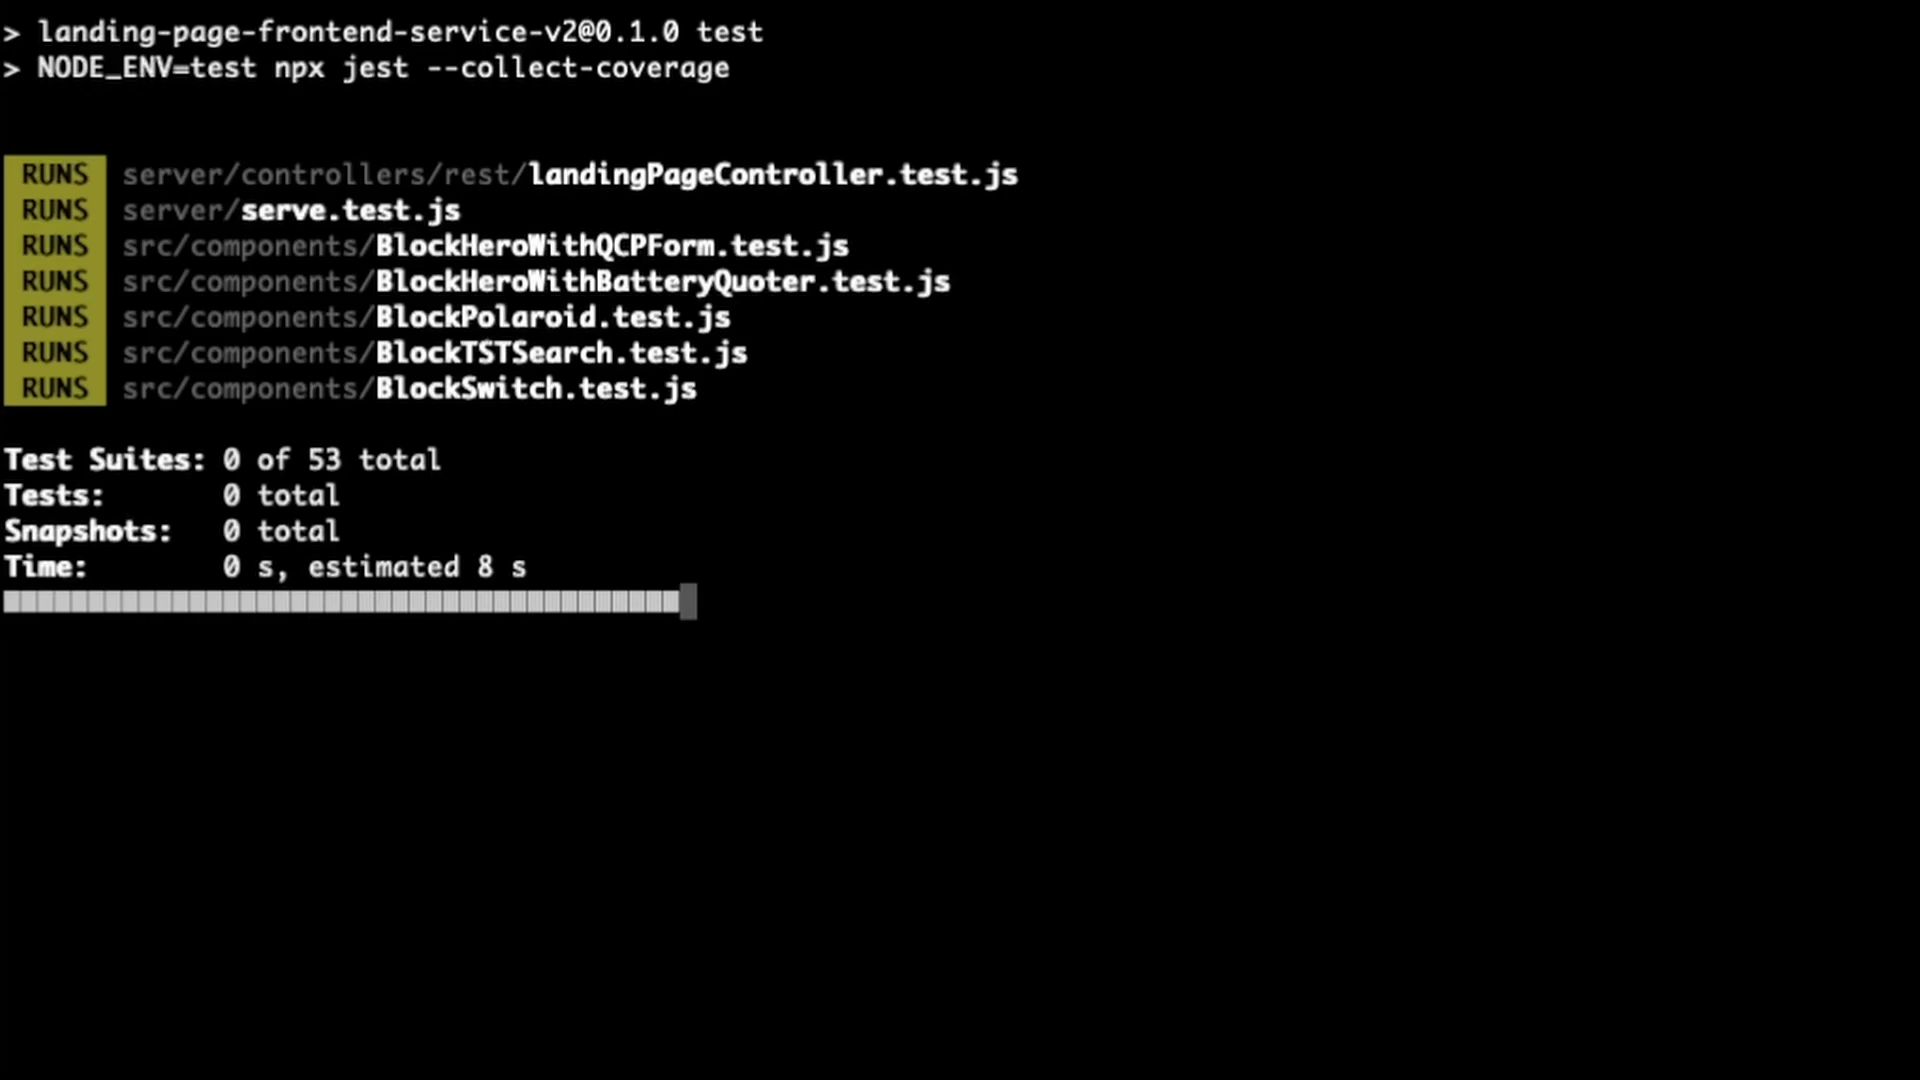 > landing-page-frontend-service-v2@0.1.0 test
> NODE_ENV=test npx jest --collect-coverage
RUNS server/controllers/rest/landingPageController.test.js
RUNS server/serve.test.js
RUNS src/components/BlockHeroWithQCPForm.test.js
RUNS src/components/BlockHeroWithBatteryQuoter.test.js
RUNS src/components/BlockPolaroid.test.js
RUNS src/components/BlockTSTSearch.test.js
RUNS src/components/BlockSwitch.test.js
Test Suites: 0 of 53 total
Tests: 0 total
Snapshots: 0 total
Time: 0 s, estimated 8 s